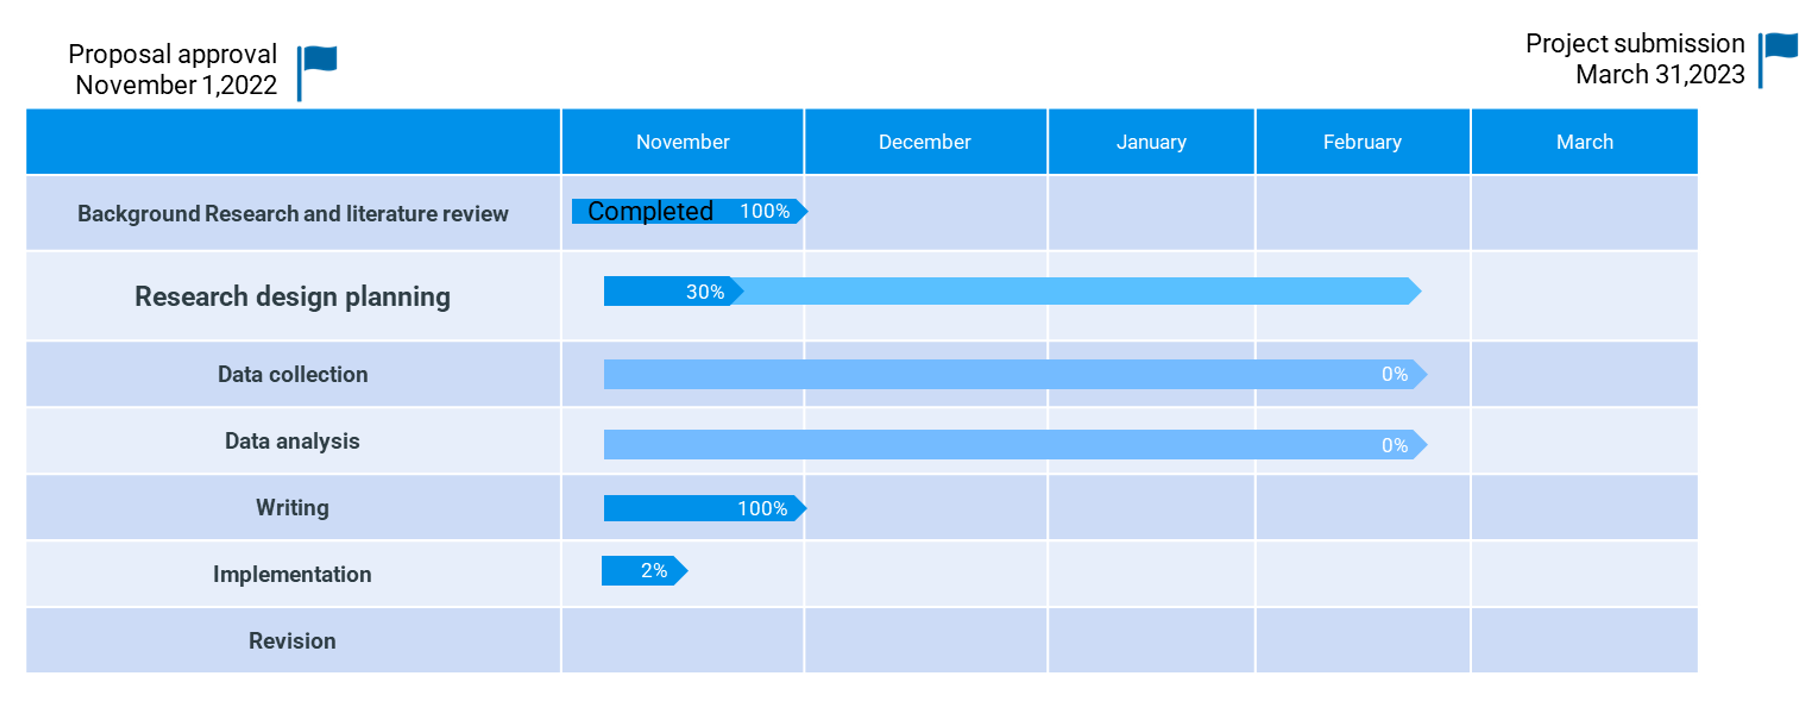 Proposal approval
November 1,2022
Project submission
March 31,2023
November December January February March
Background Research and literature review Completed 100%
Research design planning 30%
Data collection 0%
Data analysis 0%
Writing 100%
Implementation 2%
Revision